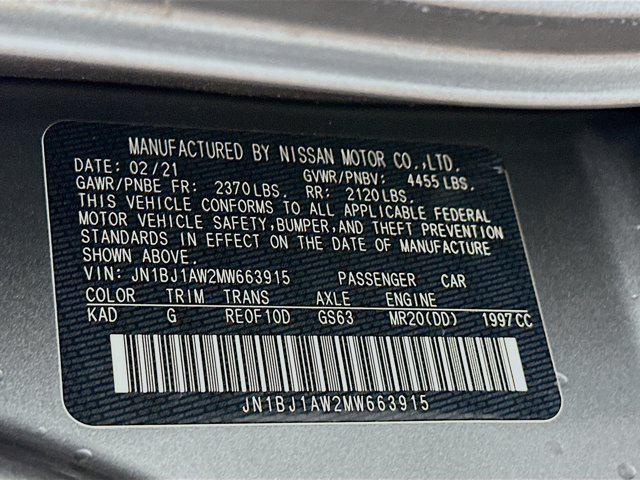 MANUFACTURED BY NISSAN MOTOR CO.,LTD.
DATE: 02/21 GVWR/PNBV: 4455 LBS.
GAWR/PNBE FR: 2370 LBS. RR: 2120 LBS.
THIS VEHICLE CONFORMS TO ALL APPLICABLE FEDERAL
MOTOR VEHICLE SAFETY,BUMPER,AND THEFT PREVENTION
STANDARDS IN EFFECT ON THE DATE OF MANUFACTURE
SHOWN ABOVE.
VIN: JN1BJ1AW2MW663915 PASSENGER CAR
COLOR TRIM TRANS AXLE ENGINE
KAD G RE0F10D GS63 MR20(DD) 1997 CC
JN1BJ1AW2MW663915